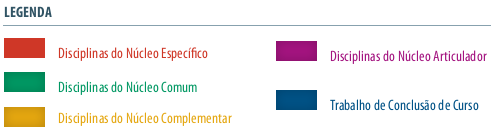 LEGENDA
Disciplinas do Núcleo Específico
Disciplinas do Núcleo Comum
Disciplinas do Núcleo Complementar
Disciplinas do Núcleo Articulador
Trabalho de Conclusão de Curso